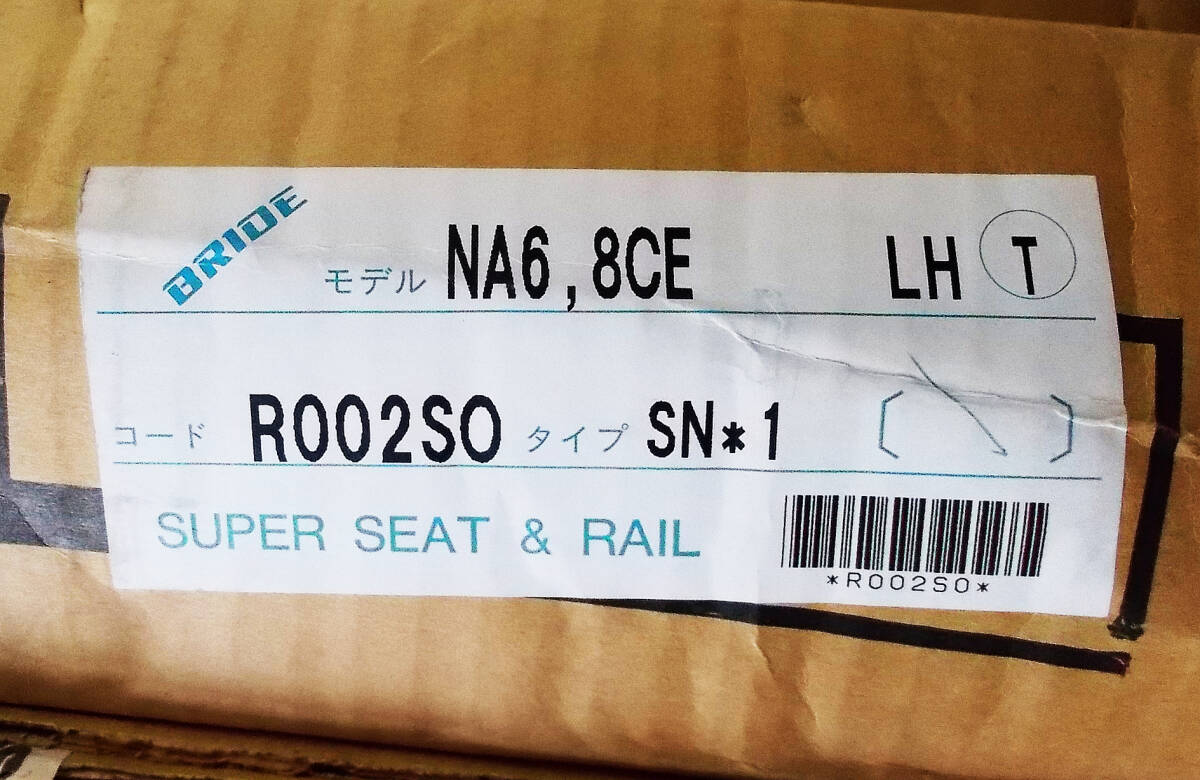 BRIDE モデル NA6,8CE LH T
コード R002SO タイプ SN*1 〔 〕
SUPER SEAT & RAIL
*R002SO*